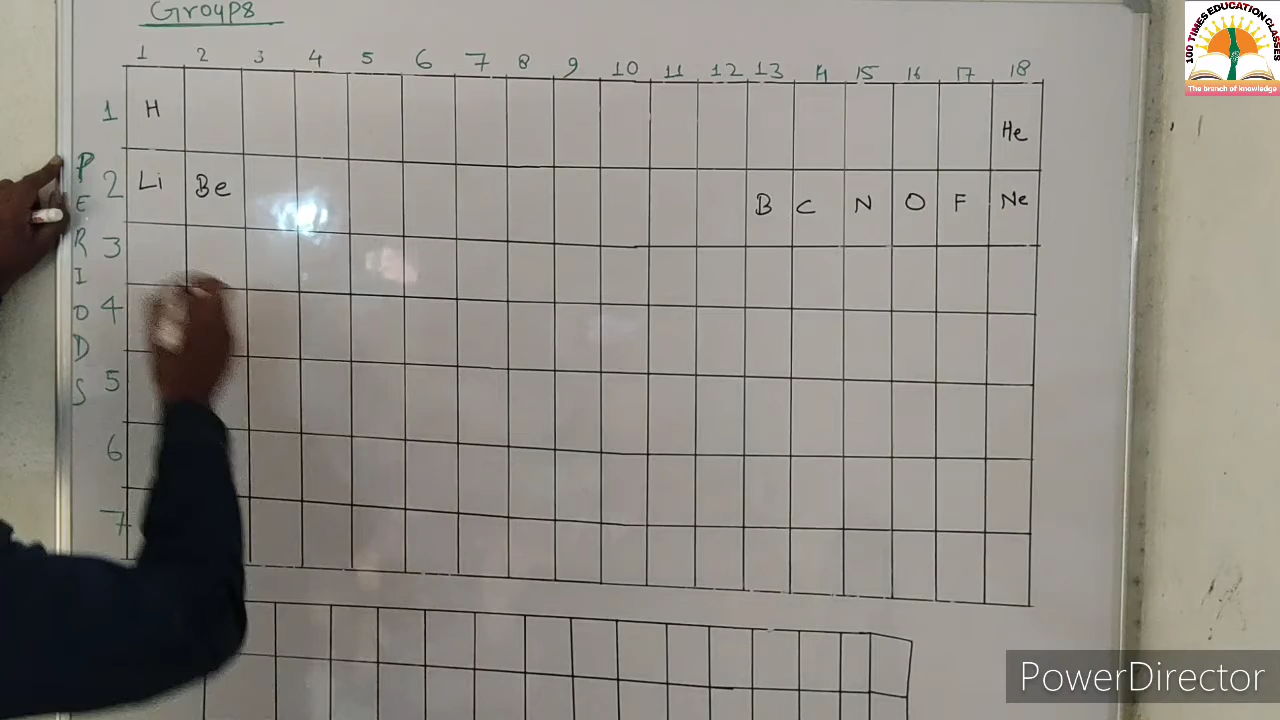 Groups
1 2 3 4 5 6 7 8 9 10 11 12 13 14 15 16 17 18
1 H He
2 Li Be B C N O F Ne
3
4
5
6
7
PERIODS
100 TIMES EDUCATION CLASSES
The branch of knowledge
PowerDirector